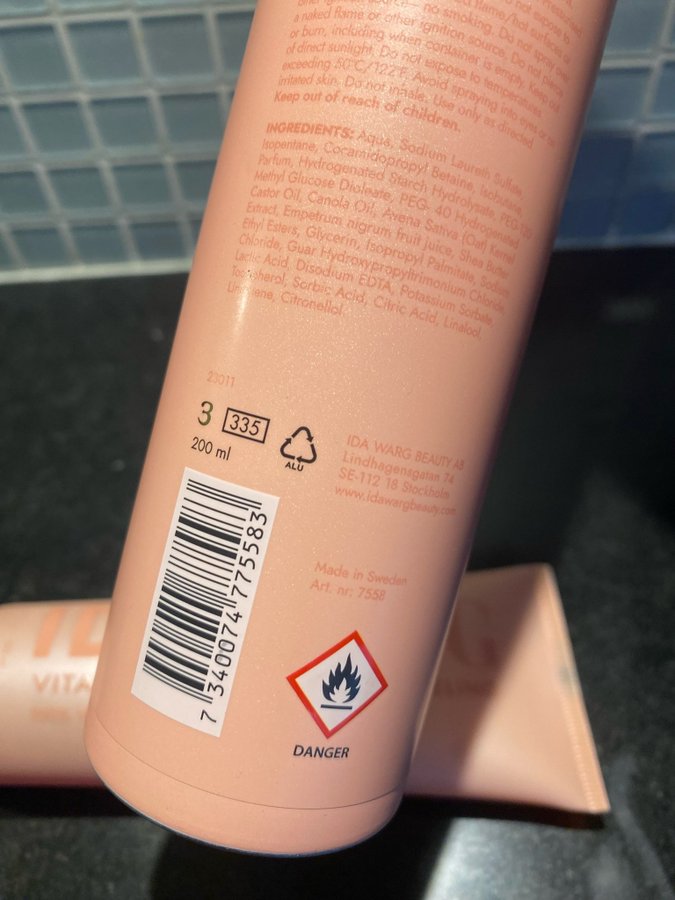 no smoking. Do not spray
a naked flame or other ignition source. Do not pierce
or burn, including when container is empty. Keep out
of direct sunlight. Do not expose to temperatures
exceeding 50°C/122°F. Avoid spraying into eyes or on
irritated skin. Do not inhale. Use only as directed
Keep out of reach of children.
INGREDIENTS: Aqua, Sodium Laureth Sulfate,
Isopentane, Cocamidopropyl Betaine, Isobutane,
Parfum, Hydrogenated Starch Hydrolysate, PEG-120
Methyl Glucose Dioleate, PEG- 40 Hydrogenated
Castor Oil, Canola Oil, Avena Sativa (Oat) Kernel
Extract, Empetrum nigrum fruit juice, Shea Butter
Ethyl Esters, Glycerin, Isopropyl Palmitate, Sodium
Chloride, Guar Hydroxypropyltrimonium Chloride,
Lactic Acid, Disodium EDTA, Potassium Sorbate,
Tocopherol, Sorbic Acid, Citric Acid, Linalool,
Limonene, Citronellol
23011
3 335
ALU
200 ml
IDA WARG BEAUTY AB
Lindhagensgatan 74
SE-112 18 Stockholm
www.idawargbeauty.com
Made in Sweden
Art. nr: 7558
7 340074 775583
DANGER
VITA